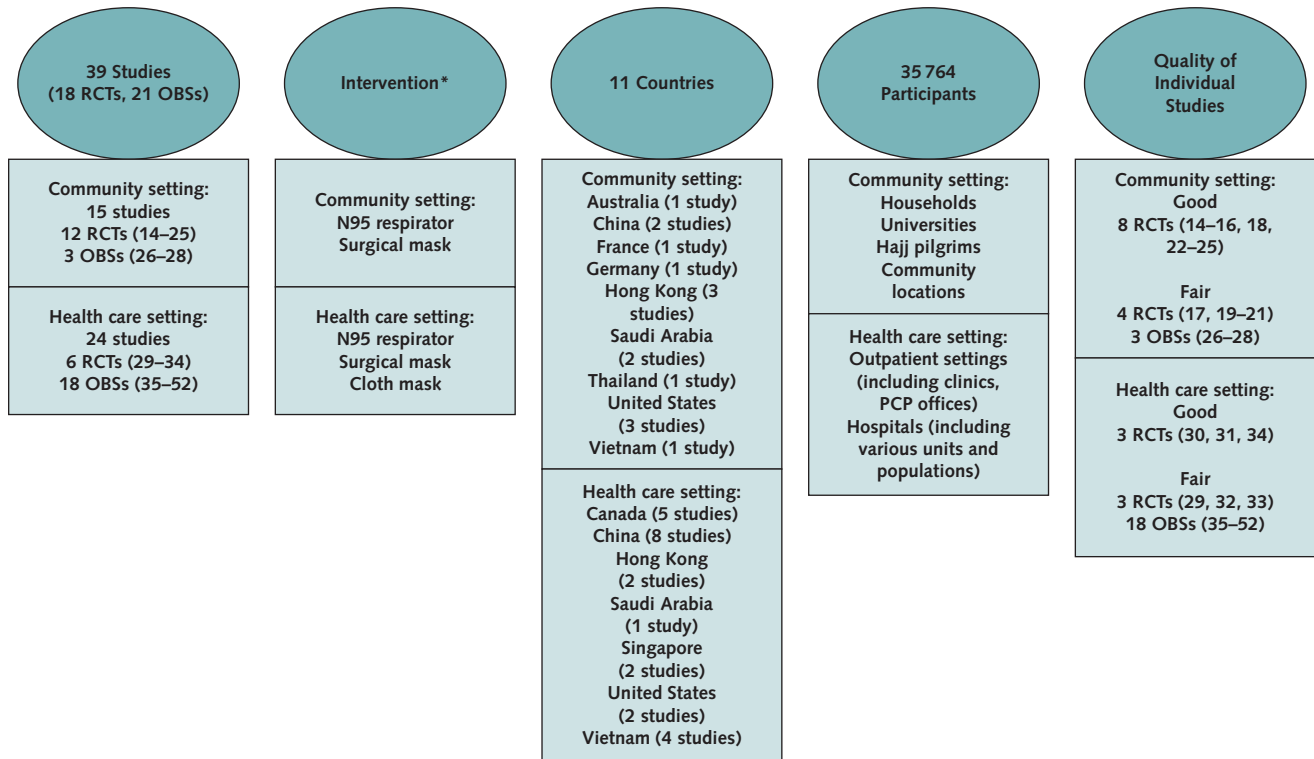 39 Studies
(18 RCTs, 21 OBSs)
Community setting:
15 studies
12 RCTs (14–25)
3 OBSs (26–28)
Health care setting:
24 studies
6 RCTs (29–34)
18 OBSs (35–52)
Intervention*
Community setting:
N95 respirator
Surgical mask
Health care setting:
N95 respirator
Surgical mask
Cloth mask
11 Countries
Community setting:
Australia (1 study)
China (2 studies)
France (1 study)
Germany (1 study)
Hong Kong (3
studies)
Saudi Arabia
(2 studies)
Thailand (1 study)
United States
(3 studies)
Vietnam (1 study)
Health care setting:
Canada (5 studies)
China (8 studies)
Hong Kong
(2 studies)
Saudi Arabia
(1 study)
Singapore
(2 studies)
United States
(2 studies)
Vietnam (4 studies)
35 764
Participants
Community setting:
Households
Universities
Hajj pilgrims
Community
locations
Health care setting:
Outpatient settings
(including clinics,
PCP offices)
Hospitals (including
various units and
populations)
Quality of
Individual
Studies
Community setting:
Good
8 RCTs (14–16, 18,
22–25)
Fair
4 RCTs (17, 19–21)
3 OBSs (26–28)
Health care setting:
Good
3 RCTs (30, 31, 34)
Fair
3 RCTs (29, 32, 33)
18 OBSs (35–52)